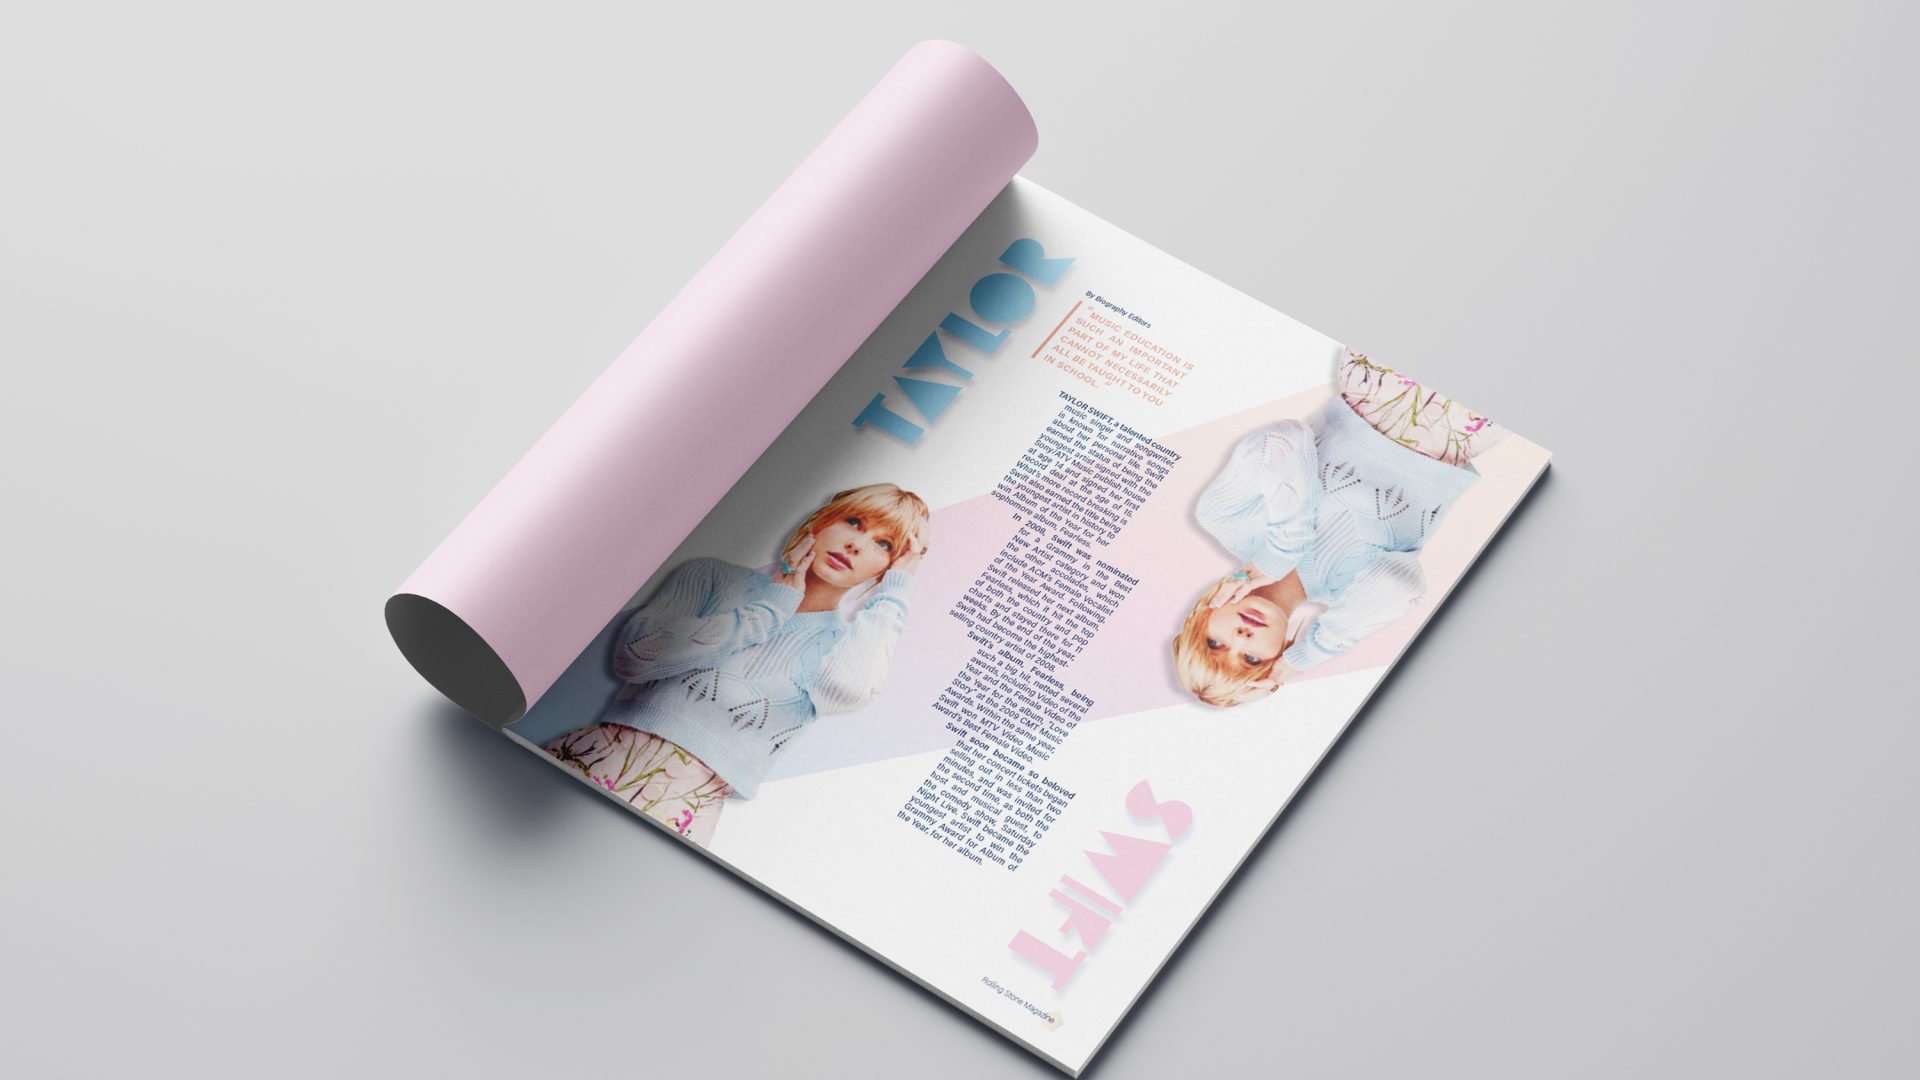 TAYLOR
By Biography Editors
“ MUSIC EDUCATION IS
SUCH AN IMPORTANT
PART OF MY LIFE THAT
CANNOT NECESSARILY
ALL BE TAUGHT TO YOU
IN SCHOOL. ”
TAYLOR SWIFT, a talented country
music singer and songwriter,
is known for narrative songs
about her personal life. Swift
earned the status of being the
youngest artist signed with the
Sony/ATV Music publish house
at age 14 and signed her first
record deal at the age of 15.
What's more record breaking is
Swift also earned the title being
the youngest artist in history to
win Album of the Year for her
sophomore album, Fearless.
In 2008, Swift was nominated
for a Grammy in the Best
New Artist category and won
the other accolades, which
include ACM's Female Vocalist
of the Year Award. Following,
Swift released her next album,
Fearless, which it hit the top
of both the country and pop
charts and stayed there for 11
weeks. By the end of the year,
Swift had become the highest-
selling country artist of 2008.
Swift's album, Fearless, being
such a big hit, netted several
awards, including Video of the
Year and the Female Video of
the Year for the album, “Love
Story” at the 2009 CMT Music
Awards. Within the same year,
Swift won MTV Video Music
Award's Best Female Video.
Swift soon became so beloved
that her concert tickets began
selling out in less than two
minutes, and was invited for
the second time, as both the
host and musical guest, to
the comedy show, Saturday
Night Live. Swift became the
youngest artist to win the
Grammy Award for Album of
the Year, for her album.
SWIFT
Rolling Stone Magazine